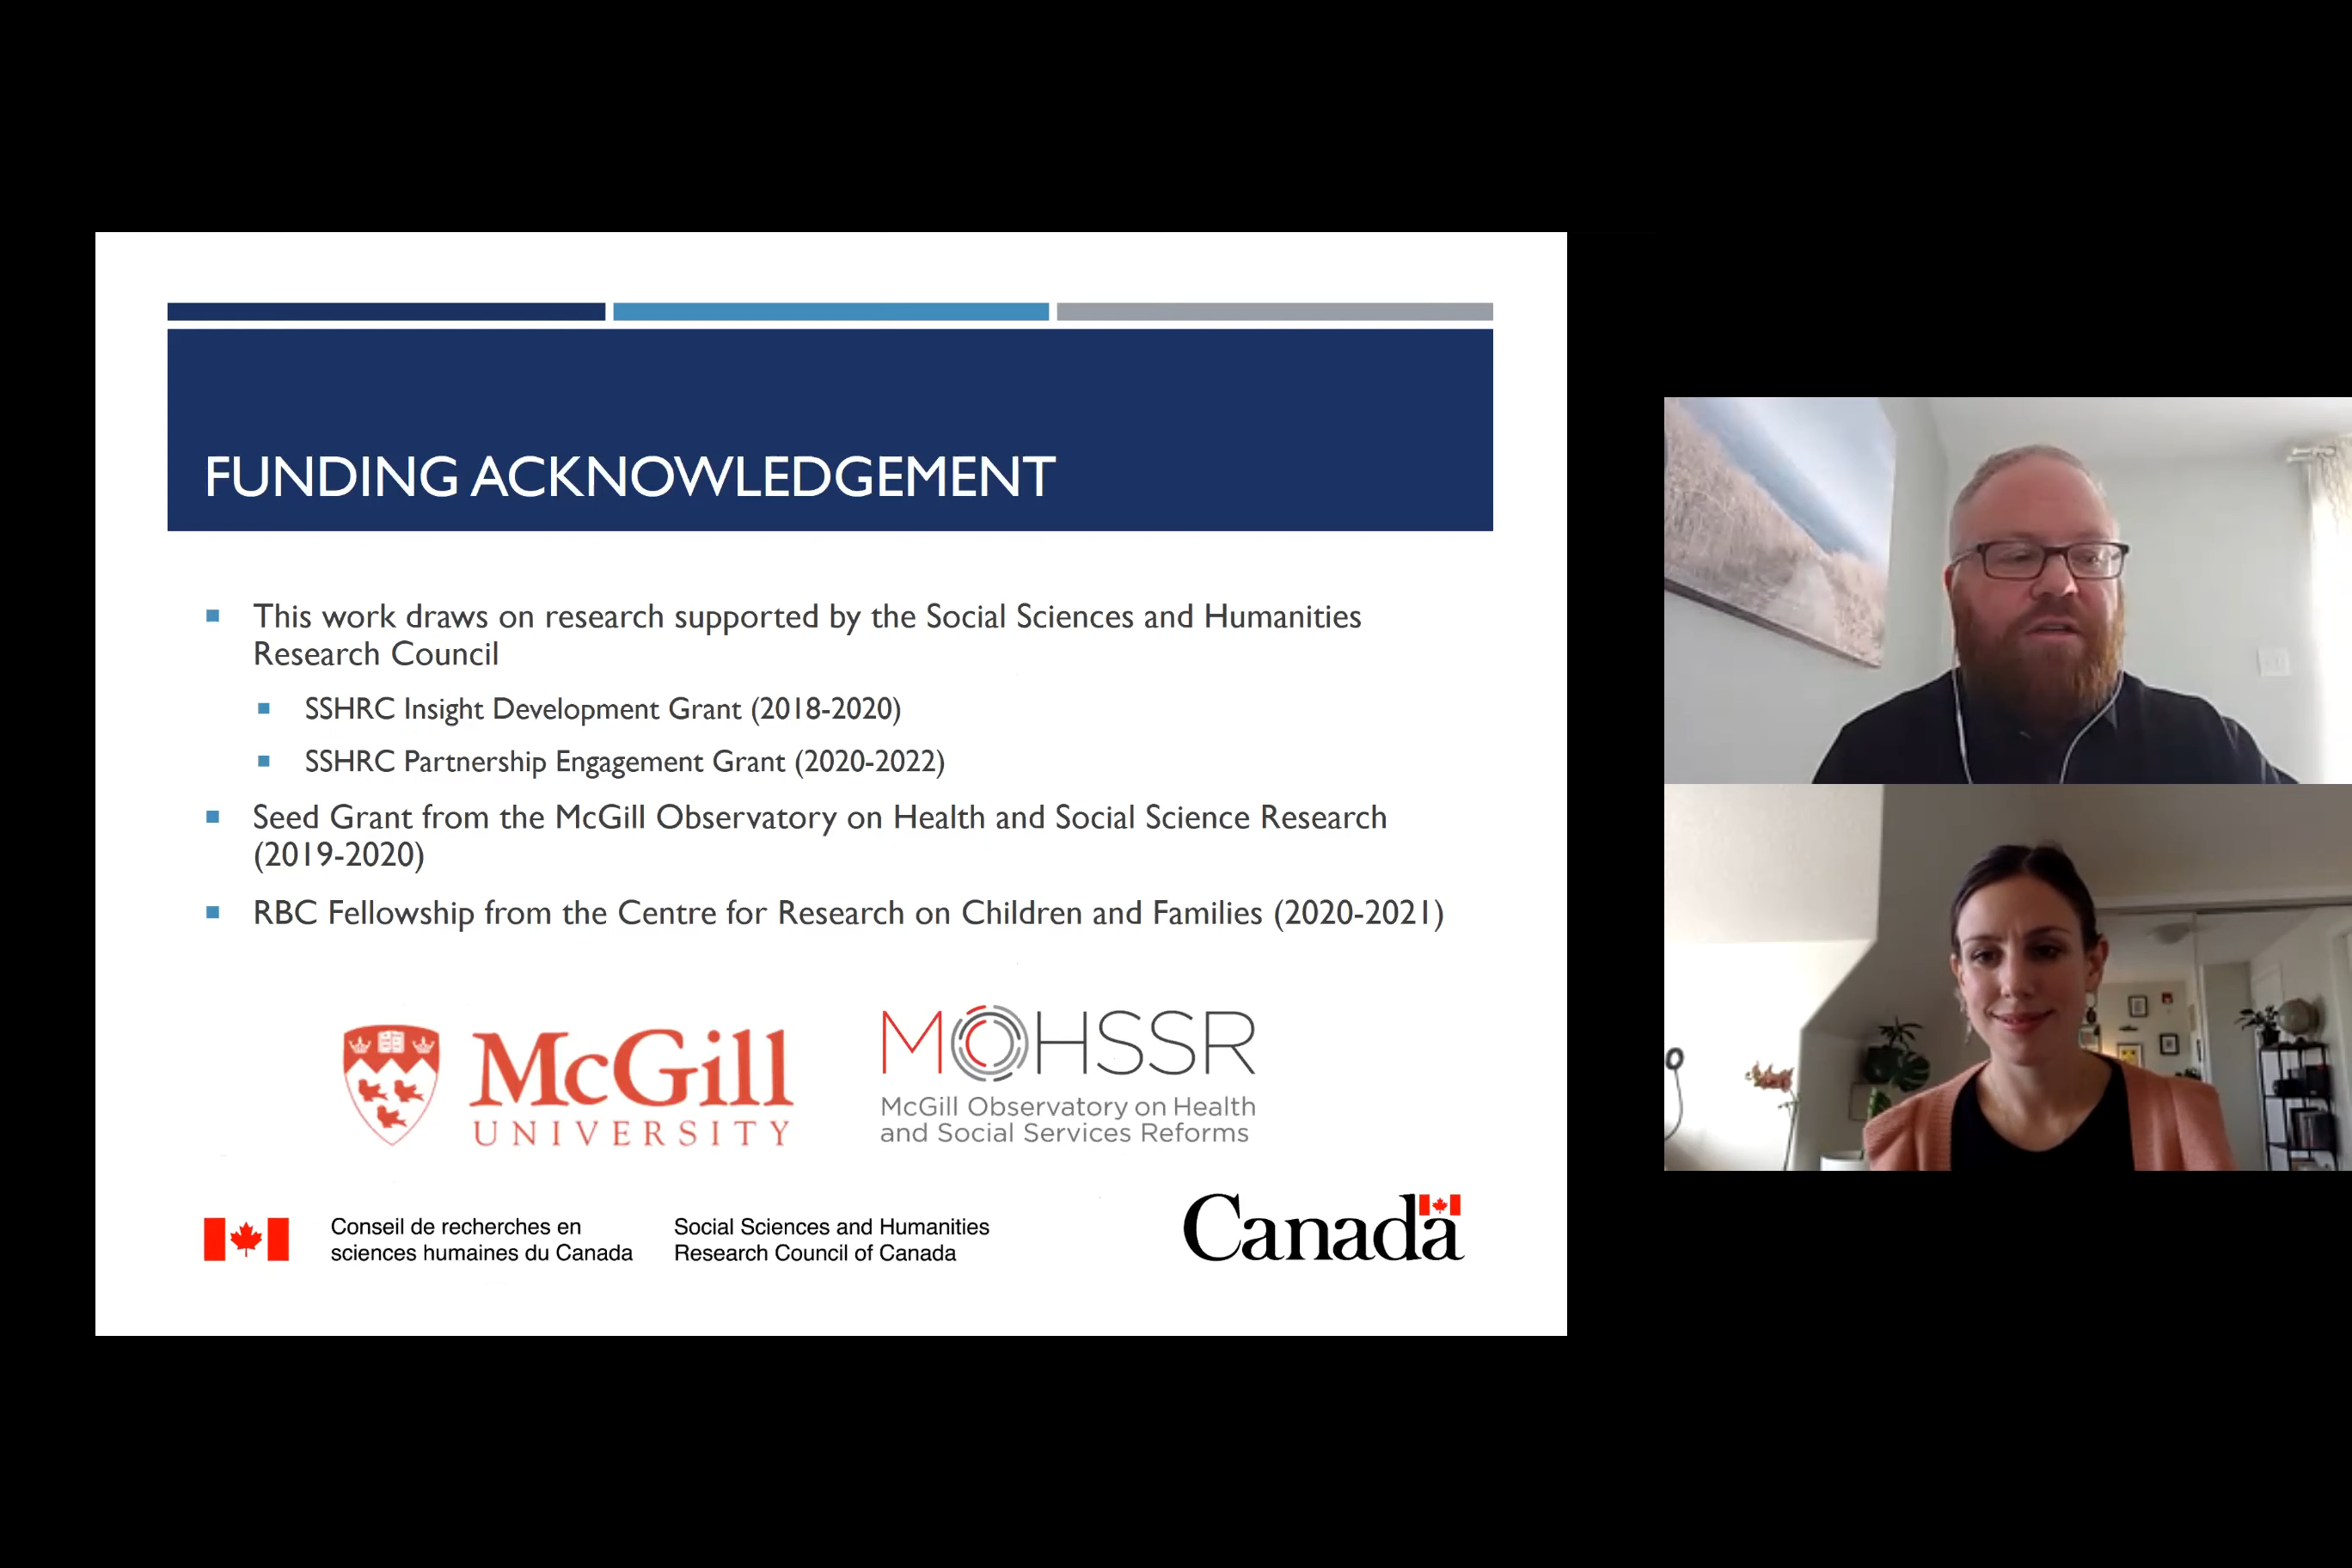 FUNDING ACKNOWLEDGEMENT
This work draws on research supported by the Social Sciences and Humanities
Research Council
SSHRC Insight Development Grant (2018-2020)
SSHRC Partnership Engagement Grant (2020-2022)
Seed Grant from the McGill Observatory on Health and Social Science Research
(2019-2020)
RBC Fellowship from the Centre for Research on Children and Families (2020-2021)
McGill
UNIVERSITY
MOHSSR
McGill Observatory on Health
and Social Services Reforms
Conseil de recherches en
sciences humaines du Canada
Social Sciences and Humanities
Research Council of Canada
Canada